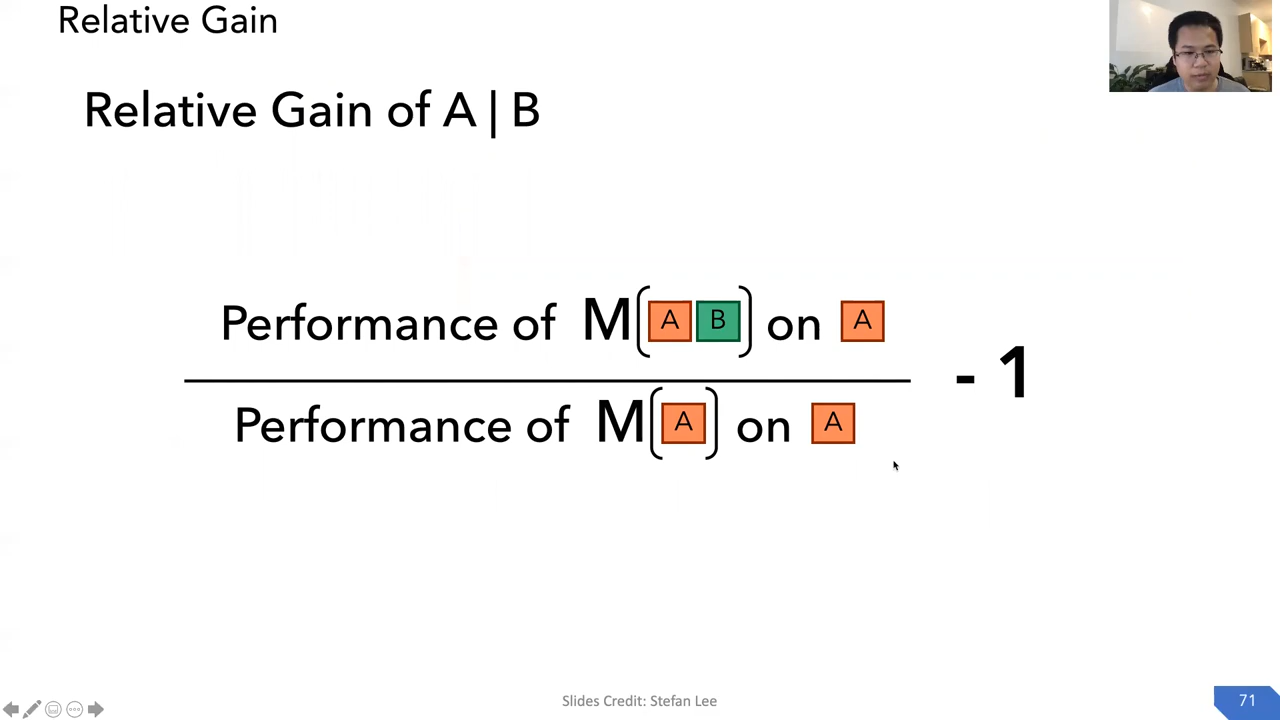 Relative Gain
Relative Gain of A | B
Performance of M(A B) on A
- 1
Performance of M(A) on A
Slides Credit: Stefan Lee
71